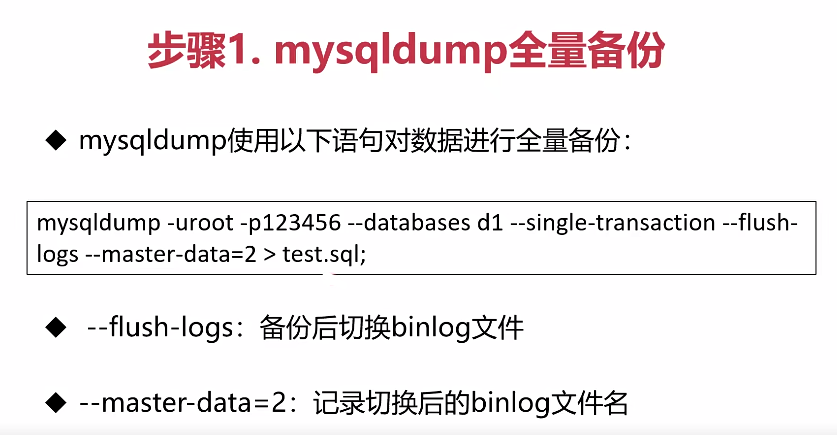 步骤1. mysqldump全量备份
◆ mysqldump使用以下语句对数据进行全量备份：
mysqldump -uroot -p123456 --databases d1 --single-transaction --flush-
logs --master-data=2 > test.sql;
◆ --flush-logs：备份后切换binlog文件
◆ --master-data=2：记录切换后的binlog文件名